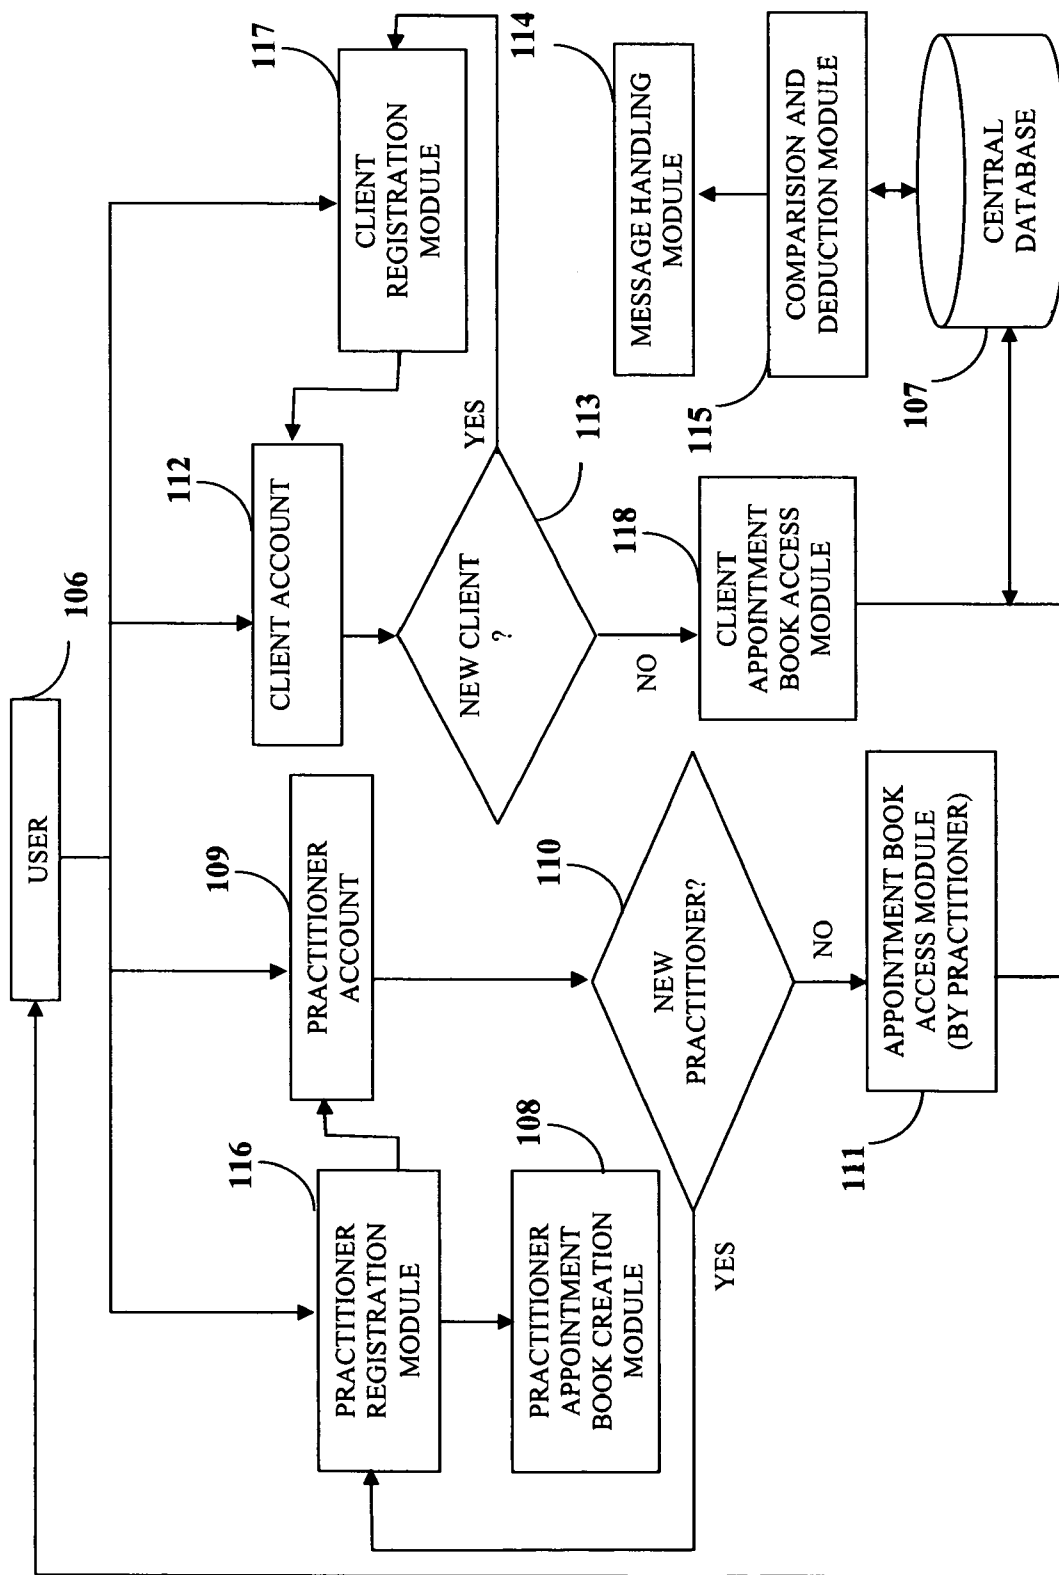 106
USER
116
PRACTITIONER
REGISTRATION
MODULE
109
PRACTITIONER
ACCOUNT
112
CLIENT ACCOUNT
117
CLIENT
REGISTRATION
MODULE
108
PRACTITIONER
APPOINTMENT
BOOK CREATION
MODULE
110
NEW
PRACTITIONER?
YES
NO
113
NEW CLIENT
?
YES
NO
114
MESSAGE HANDLING
MODULE
111
APPOINTMENT BOOK
ACCESS MODULE
(BY PRACTITIONER)
118
CLIENT
APPOINTMENT
BOOK ACCESS
MODULE
115
COMPARISION AND
DEDUCTION MODULE
107
CENTRAL
DATABASE